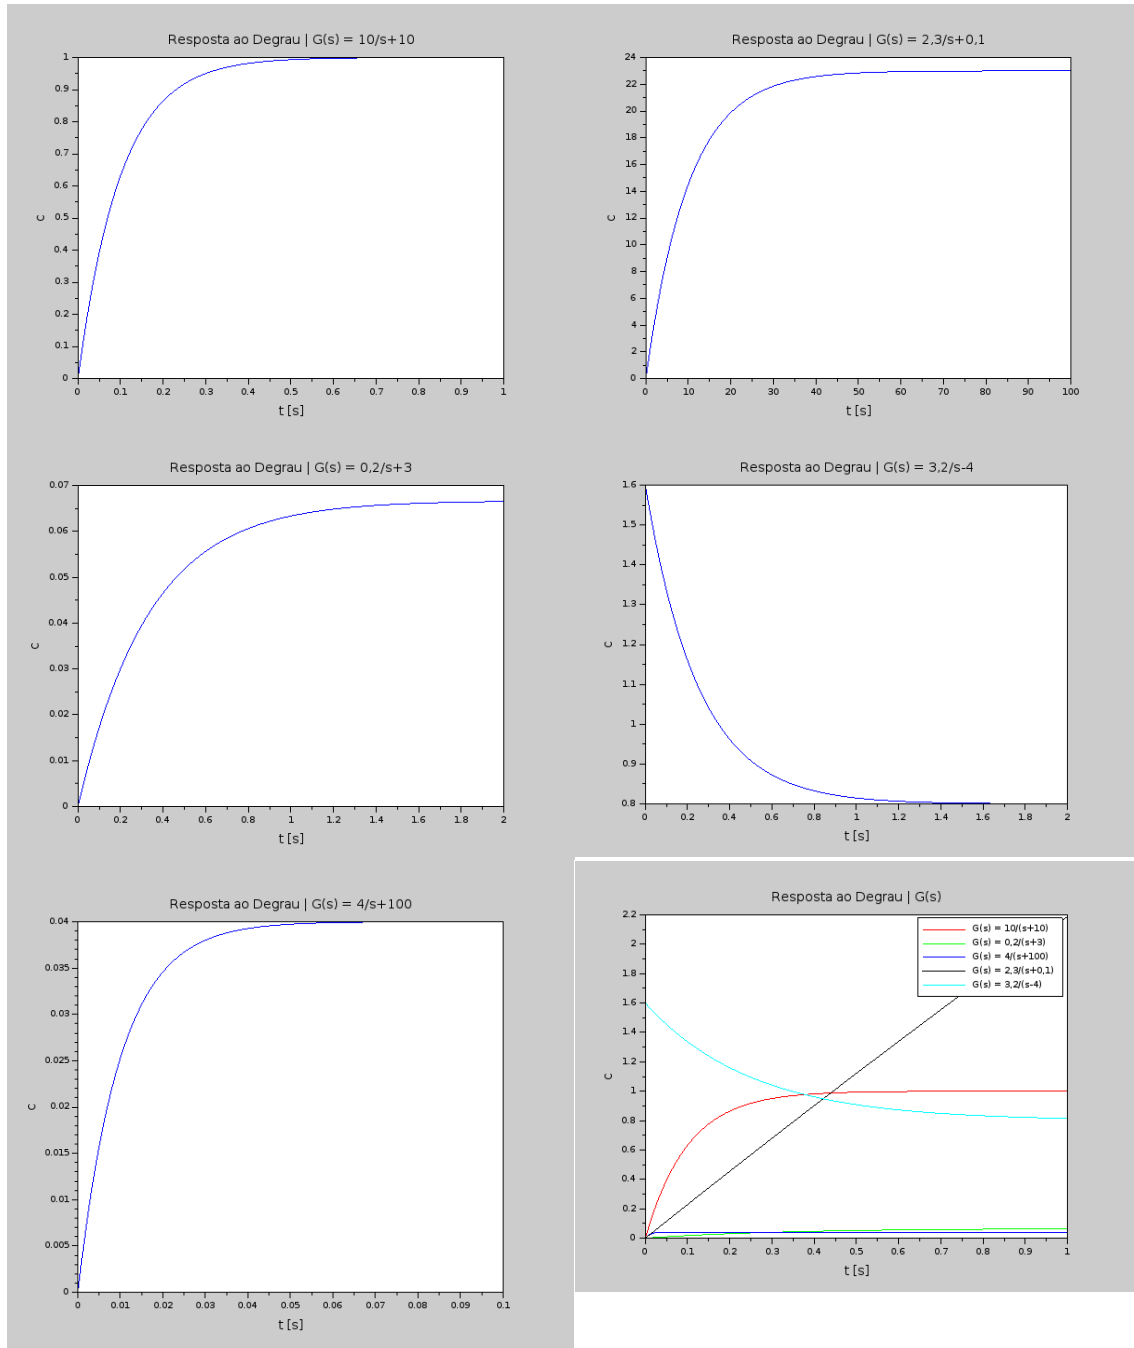 Resposta ao Degrau | G(s) = 10/s+10
1
0.9
0.8
0.7
0.6
0.5
0.4
0.3
0.2
0.1
0
c
0 0.1 0.2 0.3 0.4 0.5 0.6 0.7 0.8 0.9 1
t [s]
Resposta ao Degrau | G(s) = 2,3/s+0,1
24
22
20
18
16
14
12
10
8
6
4
2
0
c
0 10 20 30 40 50 60 70 80 90 100
t [s]
Resposta ao Degrau | G(s) = 0,2/s+3
0.07
0.06
0.05
0.04
0.03
0.02
0.01
0
c
0 0.2 0.4 0.6 0.8 1 1.2 1.4 1.6 1.8 2
t [s]
Resposta ao Degrau | G(s) = 3,2/s-4
1.6
1.5
1.4
1.3
1.2
1.1
1
0.9
0.8
c
0 0.2 0.4 0.6 0.8 1 1.2 1.4 1.6 1.8 2
t [s]
Resposta ao Degrau | G(s) = 4/s+100
0.04
0.035
0.03
0.025
0.02
0.015
0.01
0.005
0
c
0 0.01 0.02 0.03 0.04 0.05 0.06 0.07 0.08 0.09 0.1
t [s]
Resposta ao Degrau | G(s)
2.2
2
1.8
1.6
1.4
1.2
1
0.8
0.6
0.4
0.2
0
c
G(s) = 10/(s+10)
G(s) = 0,2/(s+3)
G(s) = 4/(s+100)
G(s) = 2,3/(s+0,1)
G(s) = 3,2/(s-4)
0 0.1 0.2 0.3 0.4 0.5 0.6 0.7 0.8 0.9 1
t [s]